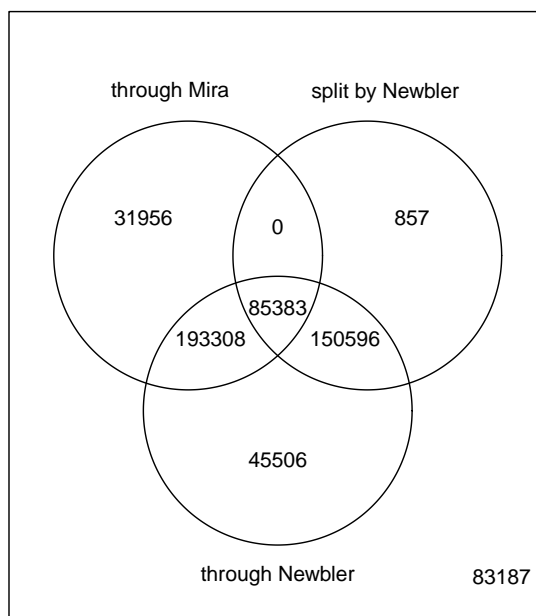 through Mira
split by Newbler
31956
0
857
85383
193308
150596
45506
through Newbler
83187